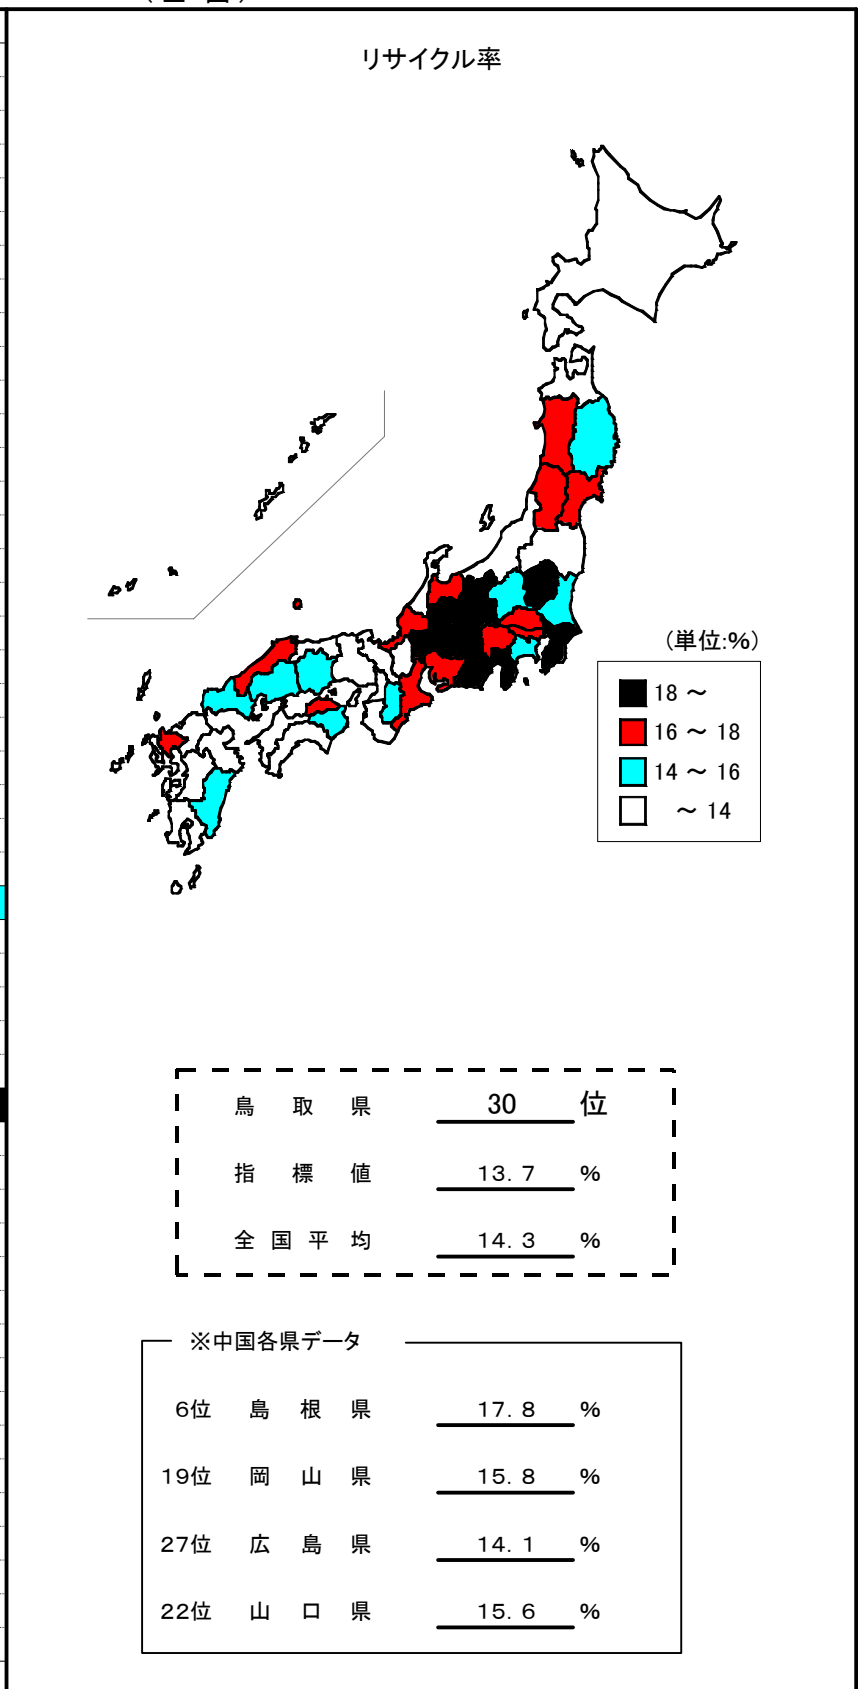 リサイクル率
(単位:%)
18 ~
16 ~ 18
14 ~ 16
~ 14
鳥取県 30 位
指標値 13.7 %
全国平均 14.3 %
※中国各県データ
6位 島根県 17.8 %
19位 岡山県 15.8 %
27位 広島県 14.1 %
22位 山口県 15.6 %